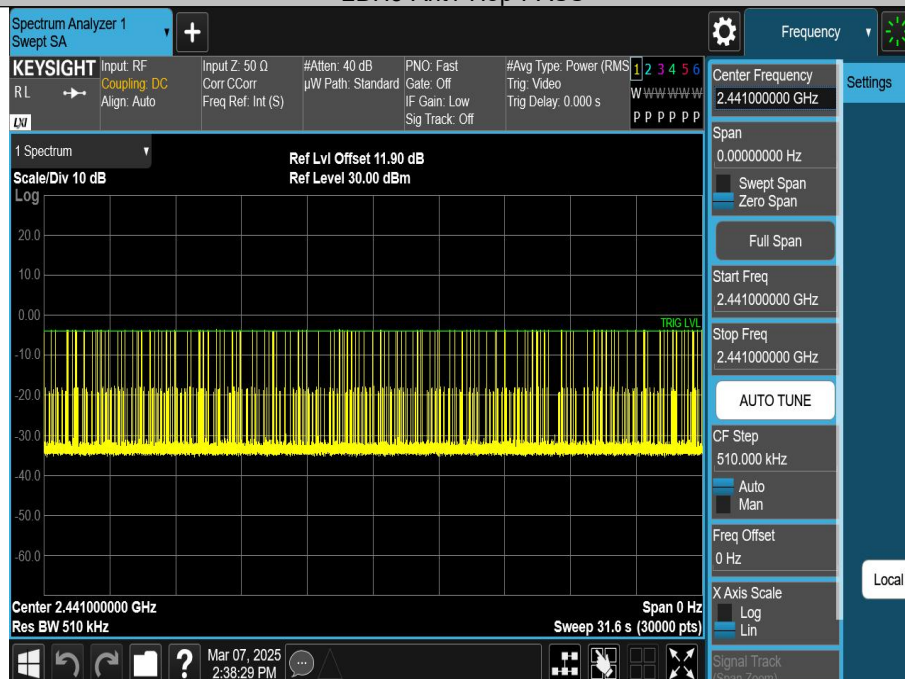 Spectrum Analyzer 1
Swept SA
+
Frequency
KEYSIGHT
RL
LXI
Input: RF
Coupling: DC
Align: Auto
Input Z: 50 Ω
Corr CCorr
Freq Ref: Int (S)
#Atten: 40 dB
µW Path: Standard
PNO: Fast
Gate: Off
IF Gain: Low
Sig Track: Off
#Avg Type: Power (RMS
Trig: Video
Trig Delay: 0.000 s
1 2 3 4 5 6
W W W W W W
P P P P P P
1 Spectrum
Scale/Div 10 dB
Log
Ref Lvl Offset 11.90 dB
Ref Level 30.00 dBm
20.0
10.0
0.00
-10.0
-20.0
-30.0
-40.0
-50.0
-60.0
TRIG LVL
Center 2.441000000 GHz
Res BW 510 kHz
Span 0 Hz
Sweep 31.6 s (30000 pts)
Center Frequency
2.441000000 GHz
Settings
Span
0.00000000 Hz
Swept Span
Zero Span
Full Span
Start Freq
2.441000000 GHz
Stop Freq
2.441000000 GHz
AUTO TUNE
CF Step
510.000 kHz
Auto
Man
Freq Offset
0 Hz
X Axis Scale
Log
Lin
Local
Signal Track
(Span Zoom)
?
Mar 07, 2025
2:38:29 PM